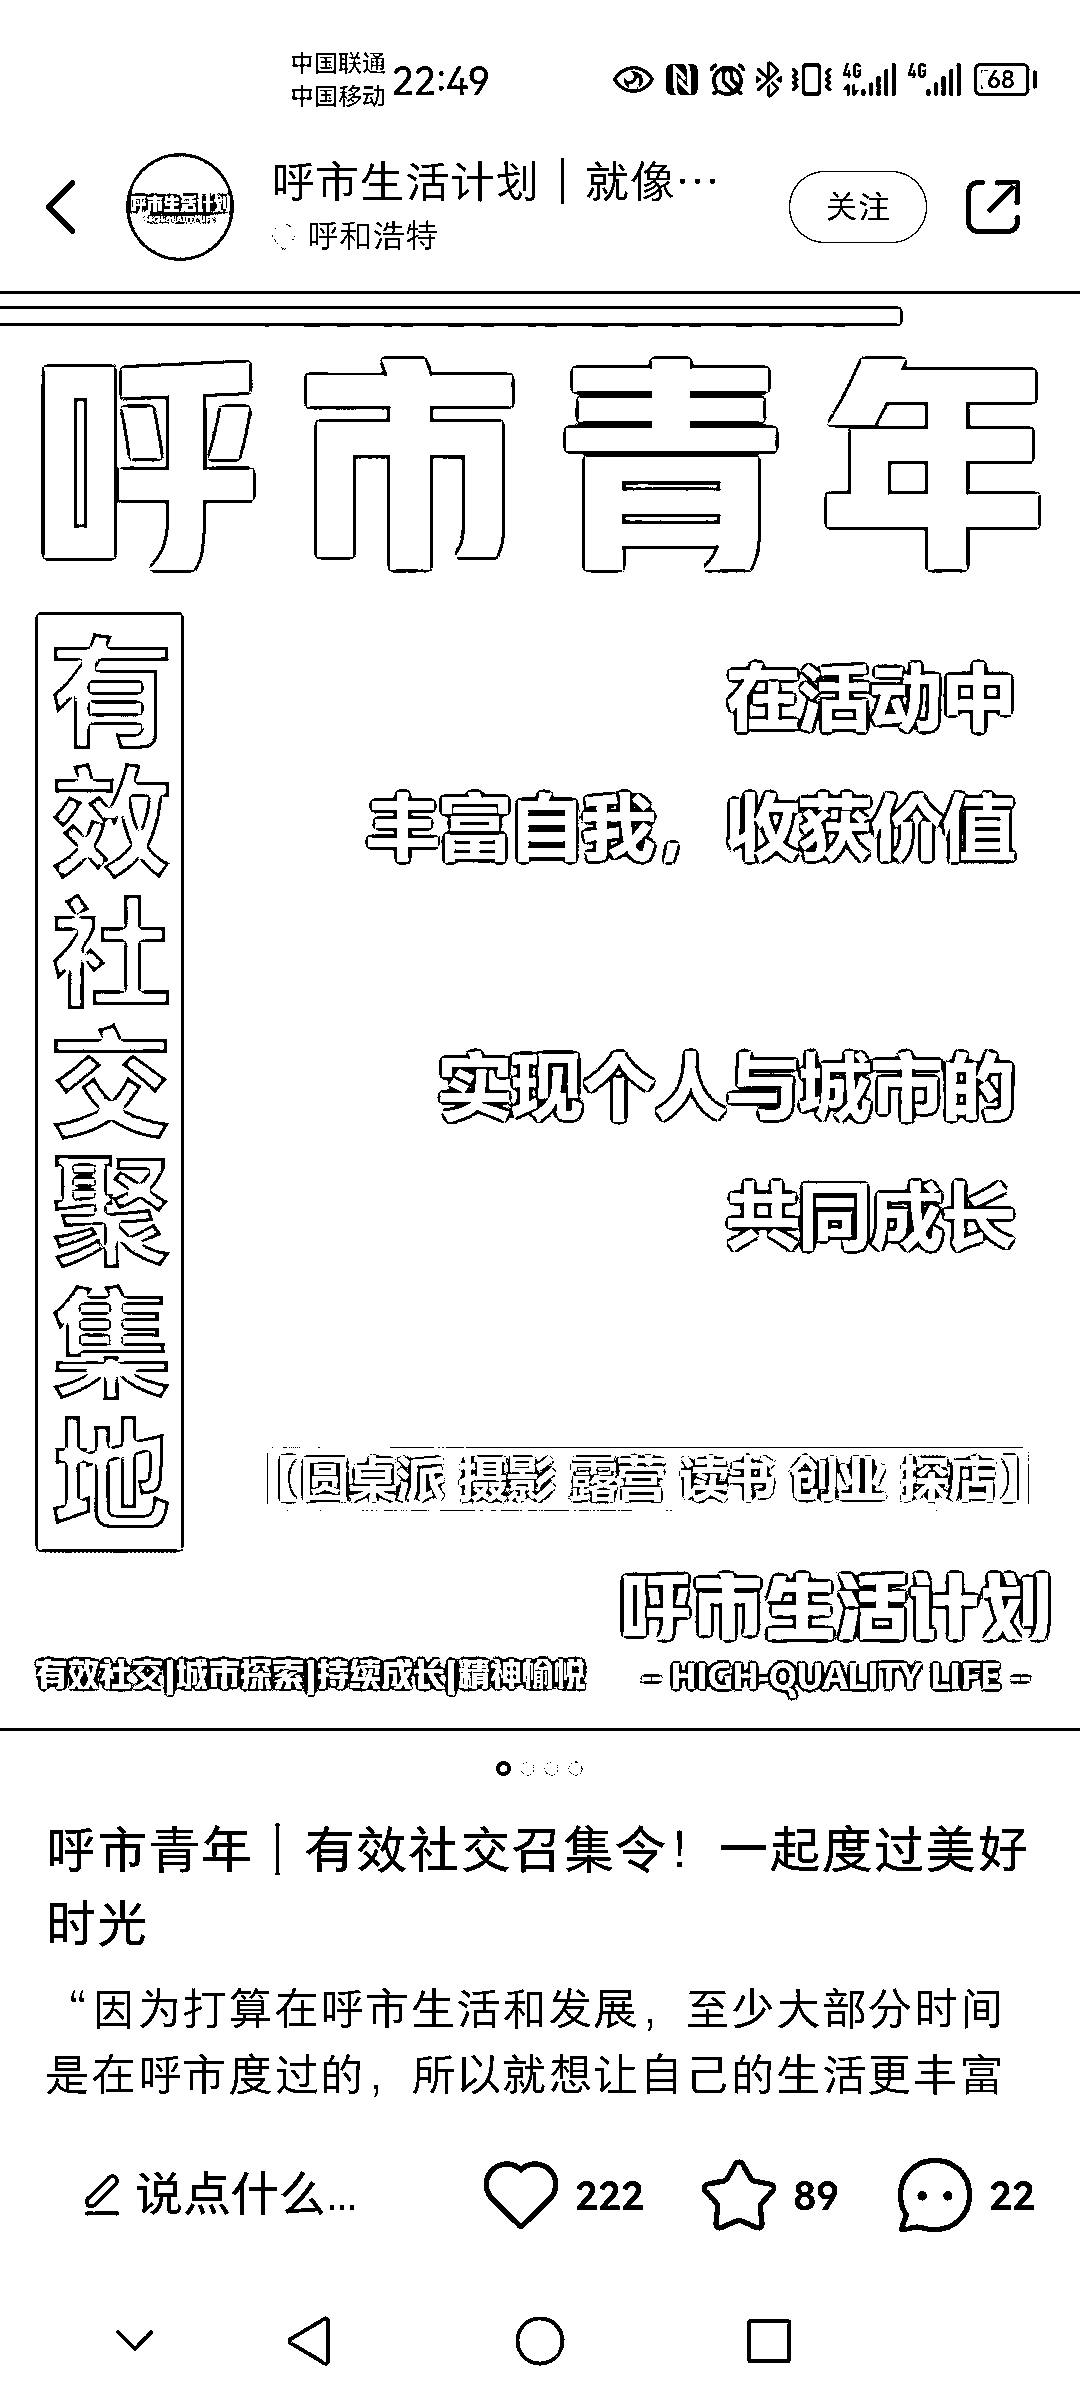 中国联通
中国移动
22:49
4G
4G
68
呼市生活计划
呼市生活计划｜就像…
呼和浩特
关注
呼市青年
有效社交聚集地
在活动中
丰富自我，收获价值
实现个人与城市的
共同成长
【圆桌派 摄影 露营 读书 创业 探店】
呼市生活计划
有效社交|城市探索|持续成长|精神愉悦
– HIGH-QUALITY LIFE –
呼市青年｜有效社交召集令！一起度过美好
时光
“因为打算在呼市生活和发展，至少大部分时间
是在呼市度过的，所以就想让自己的生活更丰富
说点什么...
222
89
22